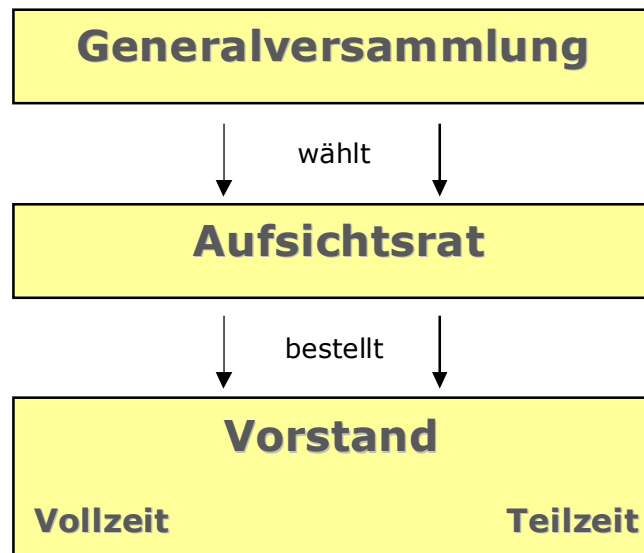 Generalversammlung
wählt
Aufsichtsrat
bestellt
Vorstand
Vollzeit Teilzeit